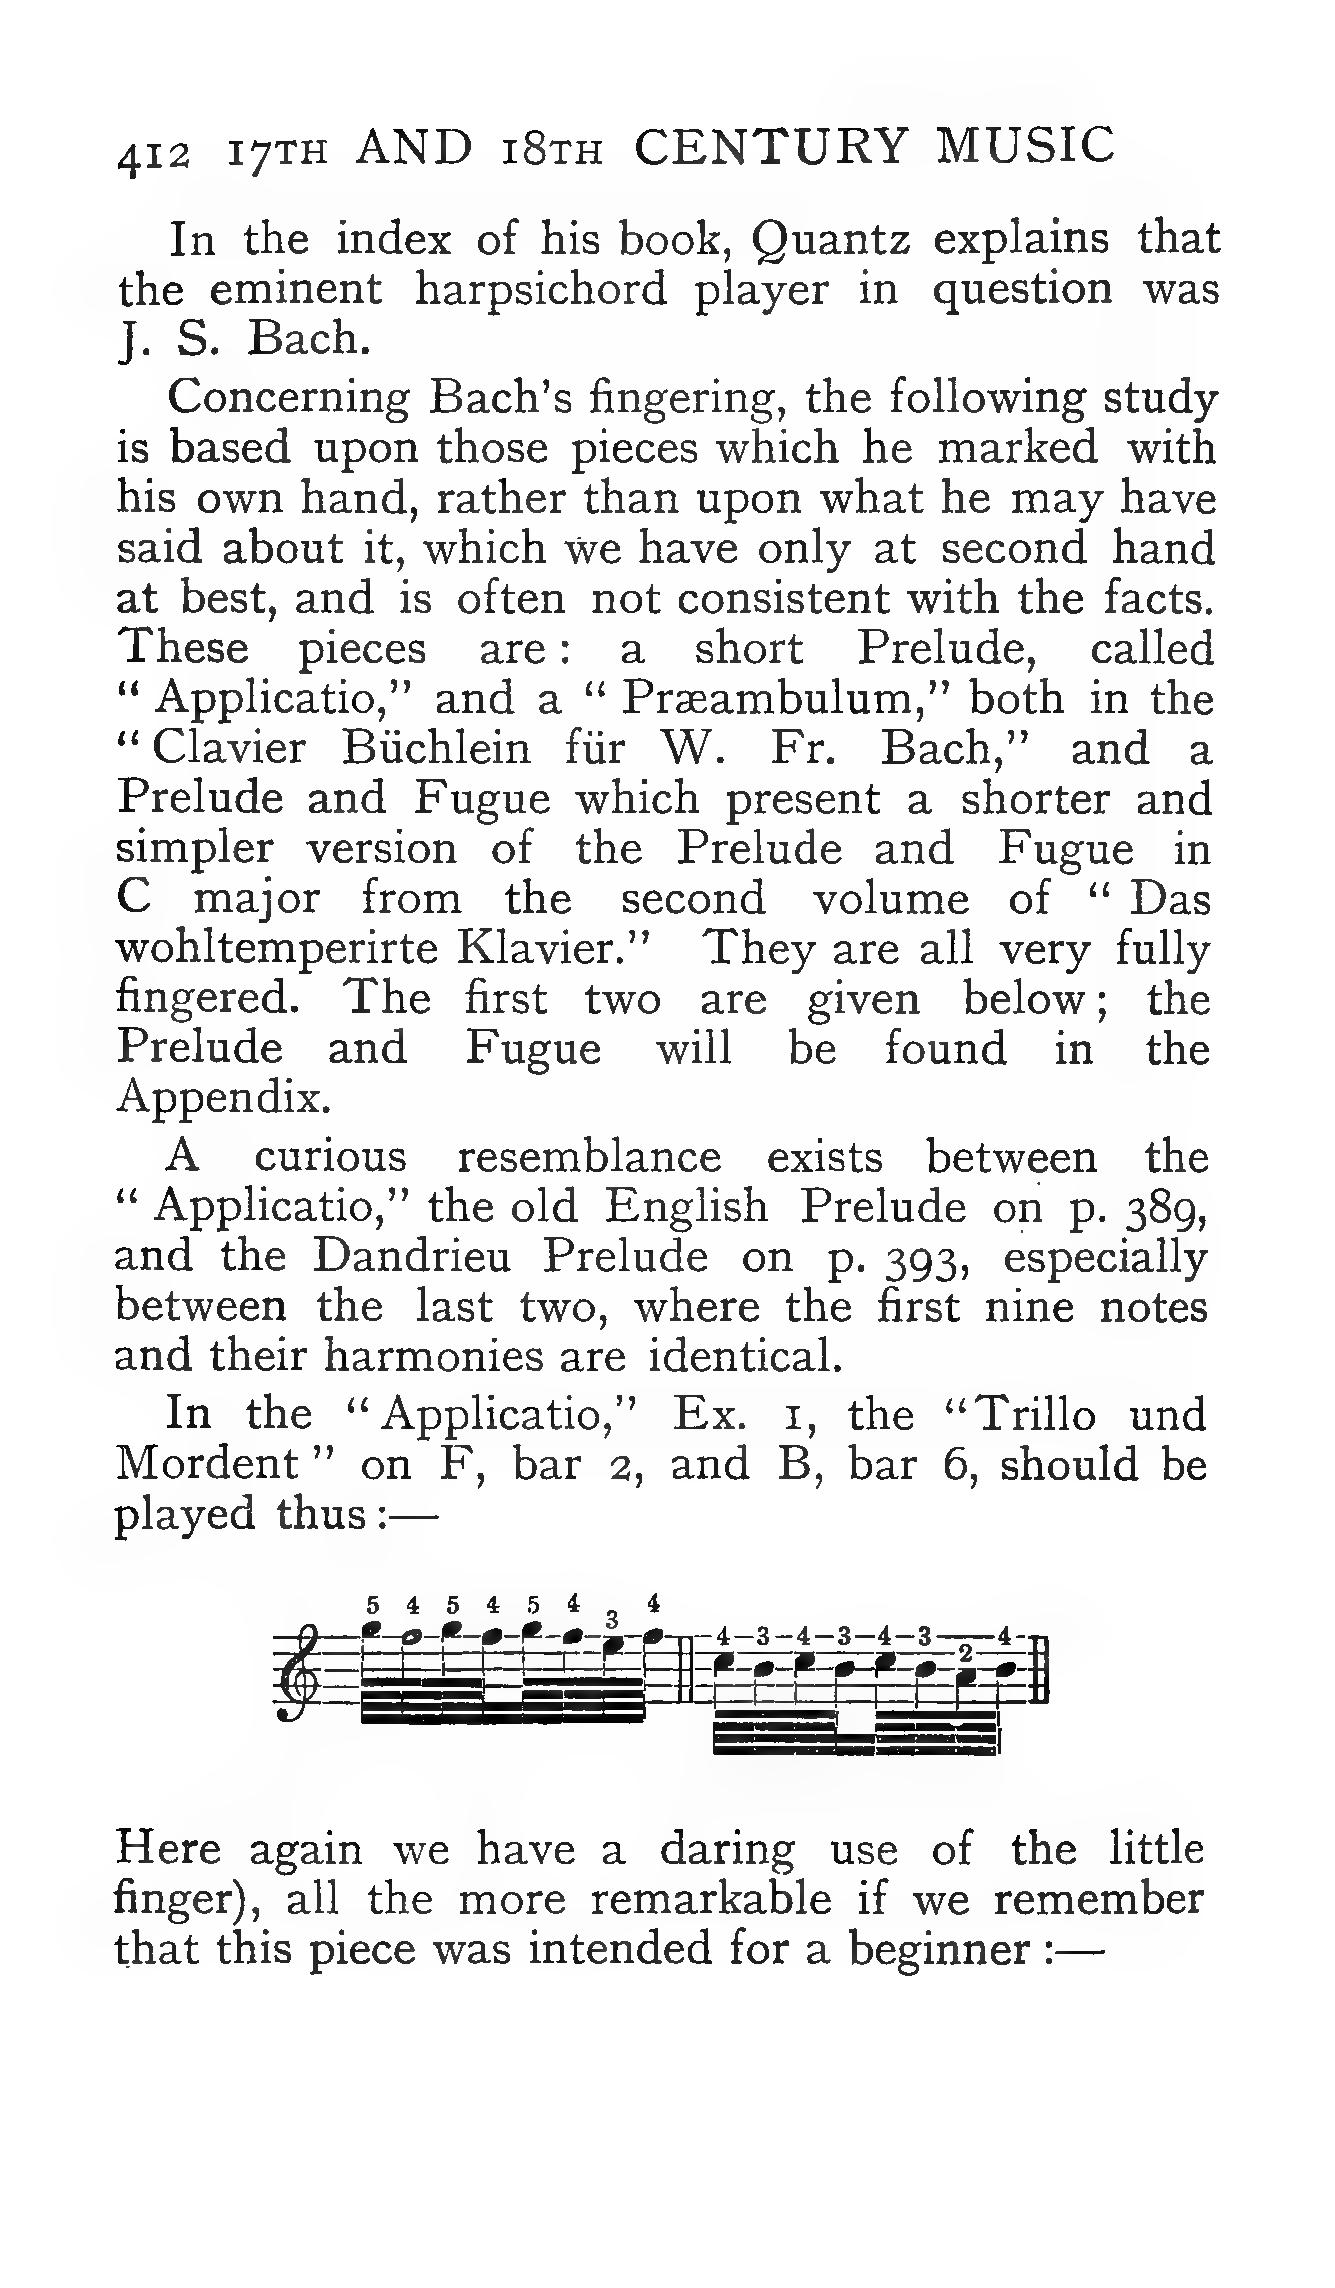 412 17TH AND 18TH CENTURY MUSIC
In the index of his book, Quantz explains that
the eminent harpsichord player in question was
J. S. Bach.
Concerning Bach's fingering, the following study
is based upon those pieces which he marked with
his own hand, rather than upon what he may have
said about it, which we have only at second hand
at best, and is often not consistent with the facts.
These pieces are : a short Prelude, called
“ Applicatio,” and a “ Præambulum,” both in the
“ Clavier Büchlein für W. Fr. Bach,” and a
Prelude and Fugue which present a shorter and
simpler version of the Prelude and Fugue in
C major from the second volume of “ Das
wohltemperirte Klavier.” They are all very fully
fingered. The first two are given below ; the
Prelude and Fugue will be found in the
Appendix.
A curious resemblance exists between the
“ Applicatio,” the old English Prelude on p. 389,
and the Dandrieu Prelude on p. 393, especially
between the last two, where the first nine notes
and their harmonies are identical.
In the “ Applicatio,” Ex. 1, the “Trillo und
Mordent ” on F, bar 2, and B, bar 6, should be
played thus :—
5 4 5 4 5 4 3 4
4 3 4 3 4 3 2 4
Here again we have a daring use of the little
finger), all the more remarkable if we remember
that this piece was intended for a beginner :—